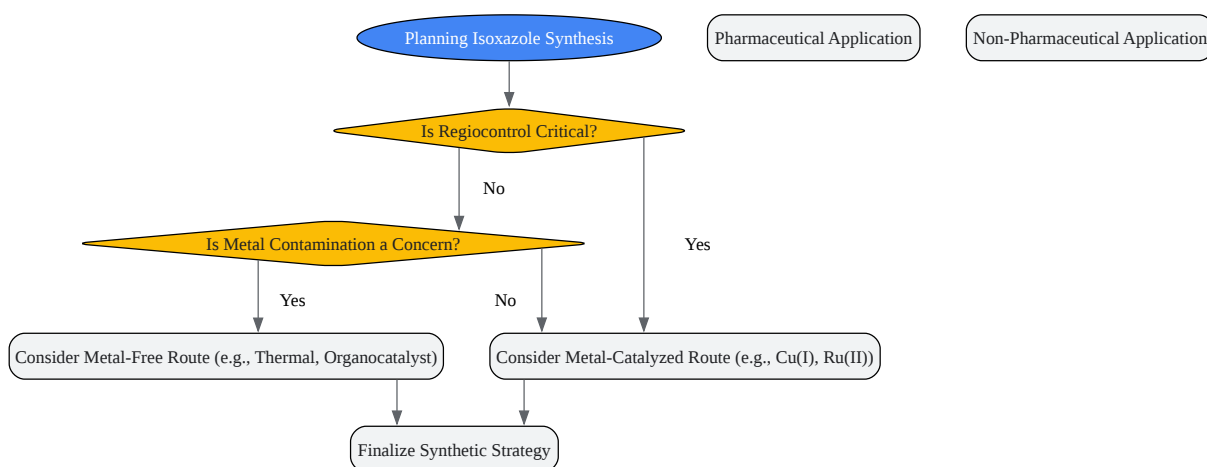 Planning Isoxazole Synthesis
Pharmaceutical Application
Non-Pharmaceutical Application
Is Regiocontrol Critical?
No
Is Metal Contamination a Concern?
Yes
Yes
No
Consider Metal-Free Route (e.g., Thermal, Organocatalyst)
Consider Metal-Catalyzed Route (e.g., Cu(I), Ru(II))
Finalize Synthetic Strategy